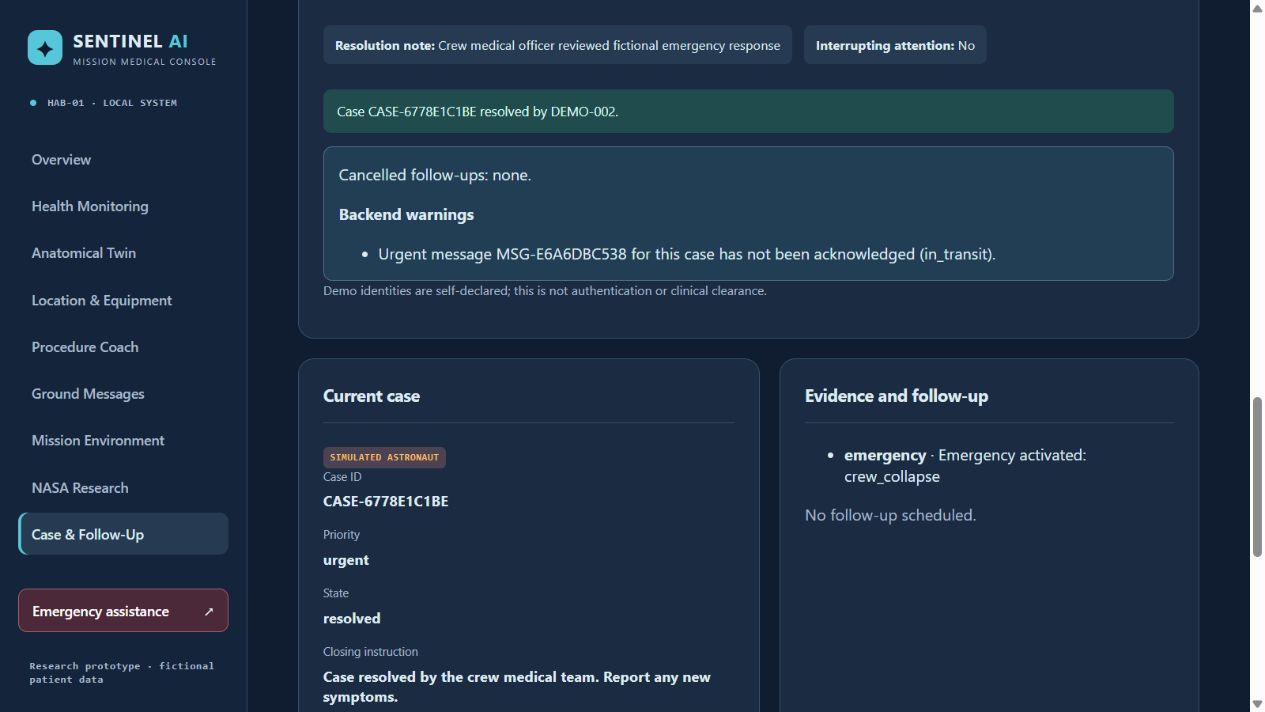 SENTINEL AI
MISSION MEDICAL CONSOLE
HAB-01 · LOCAL SYSTEM
Overview
Health Monitoring
Anatomical Twin
Location & Equipment
Procedure Coach
Ground Messages
Mission Environment
NASA Research
Case & Follow-Up
Emergency assistance ↗
Research prototype · fictional
patient data
Resolution note: Crew medical officer reviewed fictional emergency response
Interrupting attention: No
Case CASE-6778E1C1BE resolved by DEMO-002.
Cancelled follow-ups: none.
Backend warnings
• Urgent message MSG-E6A6DBC538 for this case has not been acknowledged (in_transit).
Demo identities are self-declared; this is not authentication or clinical clearance.
Current case
SIMULATED ASTRONAUT
Case ID
CASE-6778E1C1BE
Priority
urgent
State
resolved
Closing instruction
Case resolved by the crew medical team. Report any new
symptoms.
Evidence and follow-up
• emergency · Emergency activated:
crew_collapse
No follow-up scheduled.